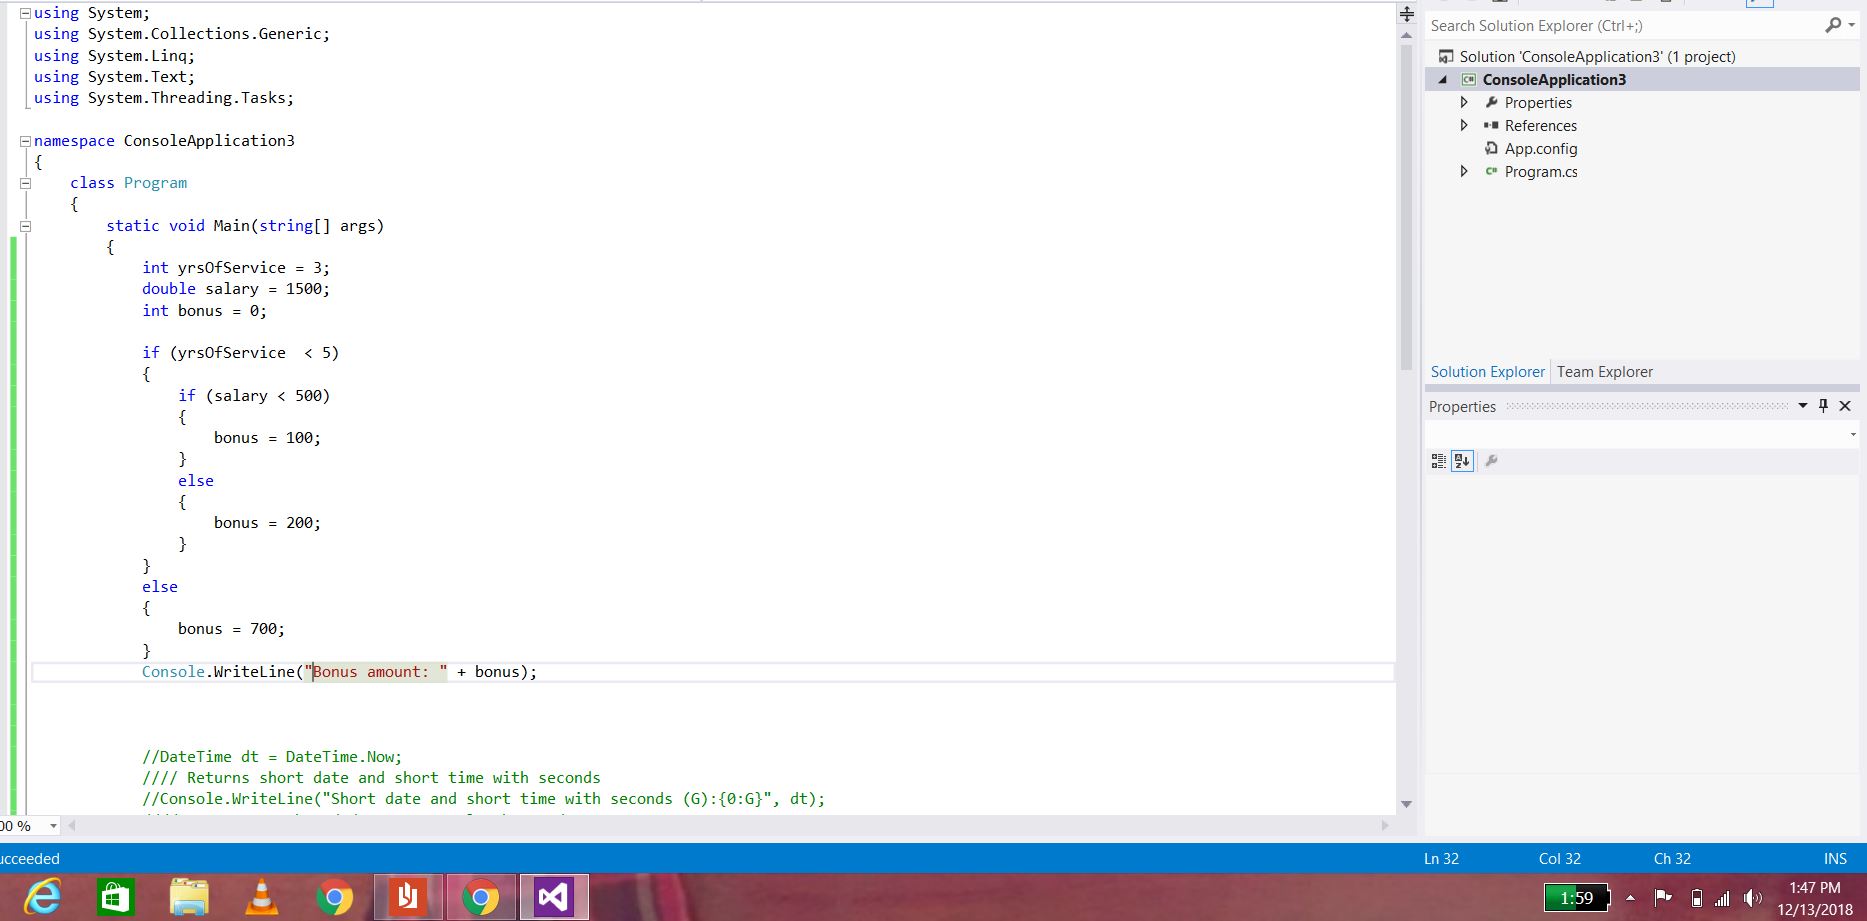 using System;
using System.Collections.Generic;
using System.Linq;
using System.Text;
using System.Threading.Tasks;
namespace ConsoleApplication3
{
class Program
{
static void Main(string[] args)
{
int yrsOfService = 3;
double salary = 1500;
int bonus = 0;
if (yrsOfService  < 5)
{
if (salary < 500)
{
bonus = 100;
}
else
{
bonus = 200;
}
}
else
{
bonus = 700;
}
Console.WriteLine("Bonus amount: " + bonus);
//DateTime dt = DateTime.Now;
//// Returns short date and short time with seconds
//Console.WriteLine("Short date and short time with seconds (G):{0:G}", dt);
00 %
Search Solution Explorer (Ctrl+;)
Solution 'ConsoleApplication3' (1 project)
C# ConsoleApplication3
Properties
References
App.config
C# Program.cs
Solution Explorer Team Explorer
Properties
ucceeded
Ln 32 Col 32 Ch 32 INS
1:59
1:47 PM
12/13/2018